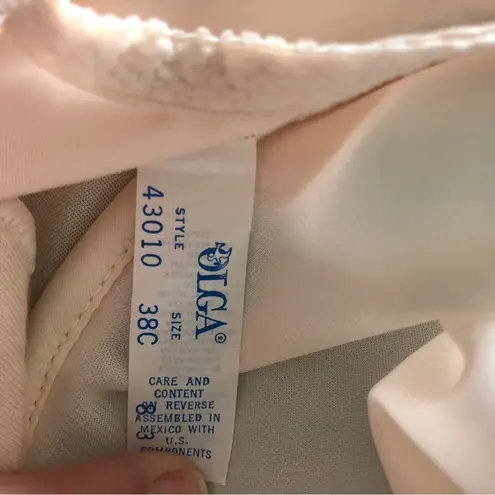 OLGA®
STYLE SIZE
43010 38C
CARE AND
CONTENT
ON REVERSE
ASSEMBLED IN
MEXICO WITH
U.S.
COMPONENTS